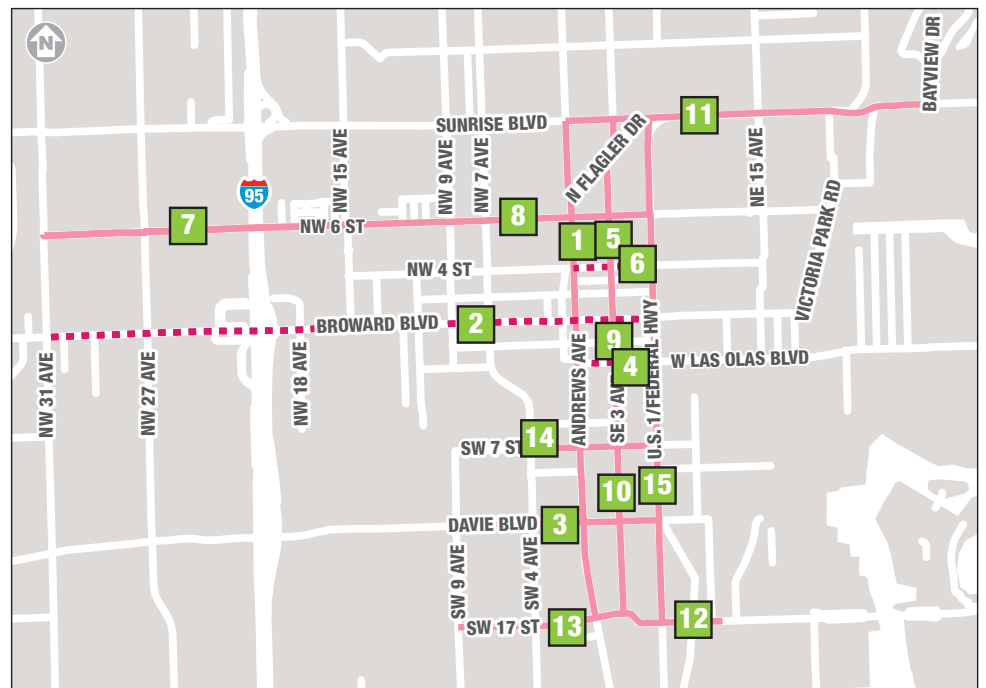 N
BAYVIEW DR
11
SUNRISE BLVD
N FLAGLER DR
NW 15 AVE
NW 9 AVE
NW 7 AVE
NE 15 AVE
95
VICTORIA PARK RD
7
NW 6 ST
8
1
5
6
NW 4 ST
BROWARD BLVD
2
9
4
W LAS OLAS BLVD
NW 31 AVE
NW 27 AVE
NW 18 AVE
ANDREWS AVE
SE 3 AVE
U.S. 1/FEDERAL HWY
SW 7 ST
14
10
15
DAVIE BLVD
3
SW 9 AVE
SW 4 AVE
SW 17 ST
13
12